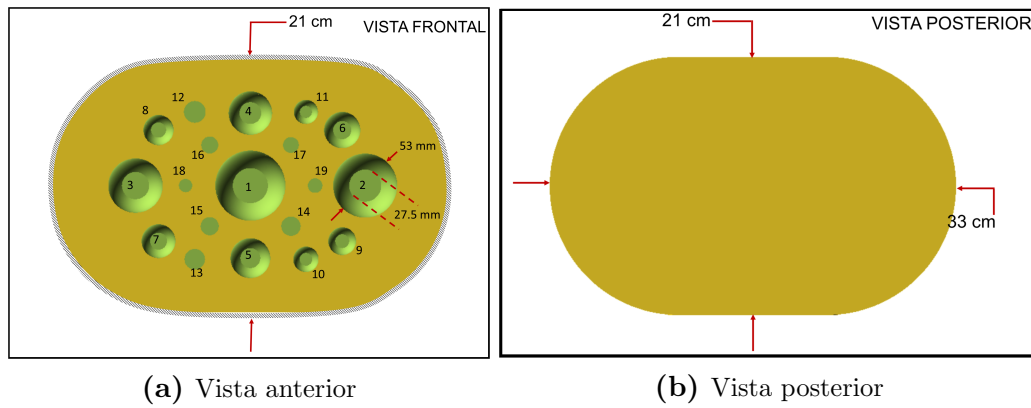 21 cm
VISTA FRONTAL
12
11
8
4
6
53 mm
16
17
18
19
3
1
2
27.5 mm
15
14
7
5
9
13
10
(a) Vista anterior
21 cm
VISTA POSTERIOR
33 cm
(b) Vista posterior